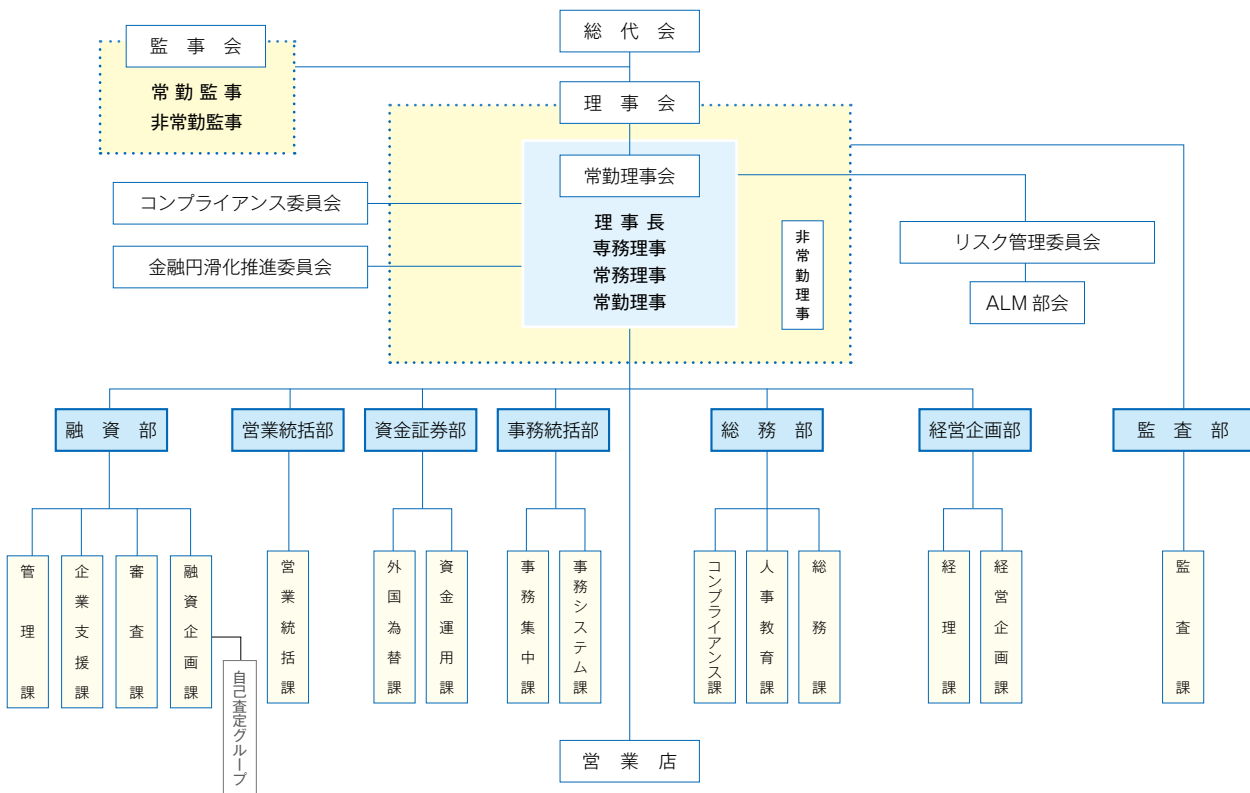 総代会
監事会
常勤監事
非常勤監事
理事会
常勤理事会
理事長
専務理事
常務理事
常勤理事
非常勤理事
コンプライアンス委員会
金融円滑化推進委員会
リスク管理委員会
ALM部会
融資部
営業統括部
資金証券部
事務統括部
総務部
経営企画部
監査部
管理課
企業支援課
審査課
融資企画課
自己査定グループ
営業統括課
外国為替課
資金運用課
事務集中課
事務システム課
コンプライアンス課
人事教育課
総務課
経理課
経営企画課
監査課
営業店